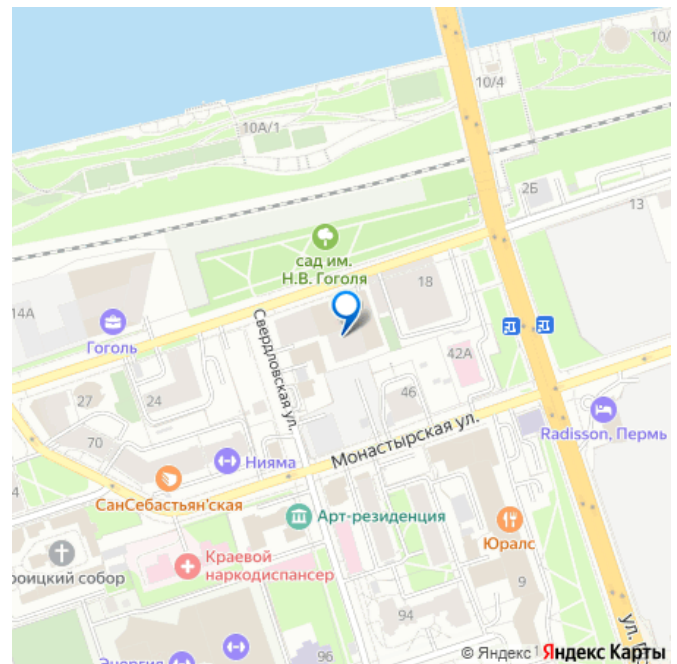 10/
10/4
10А/1
2Б
13
сад им.
Н.В. Гоголя
18
14А
Гоголь
Свердловская ул.
42А
27
24
46
Radisson, Пермь
70
Монастырская ул.
Нияма
4
СанСебастьян'ская
Арт-резиденция
Юралс
роицкий собор
Краевой
наркодиспансер
9
94
96
Энергия
ул. П
© Яндекс
1
Яндекс Карты